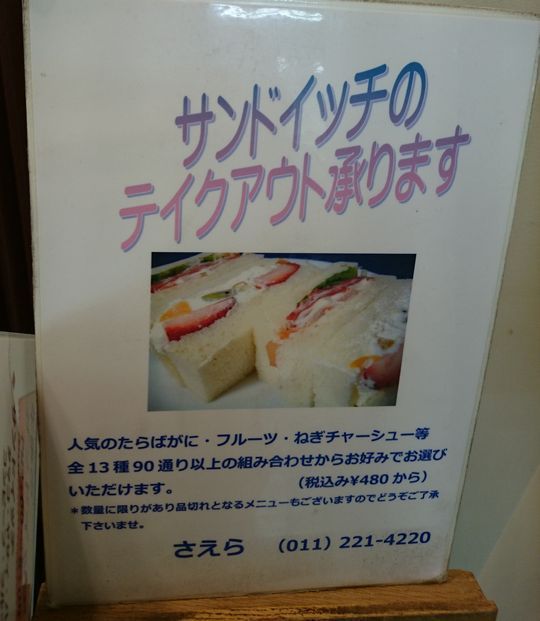 サンドイッチの
テイクアウト承ります
人気のたらばがに・フルーツ・ねぎチャーシュー等
全13種90通り以上の組み合わせからお好みでお選び
いただけます。　（税込み¥480から）
＊数量に限りがあり品切れとなるメニューもございますのでどうぞご了承
下さいませ。
さえら　（011）221-4220